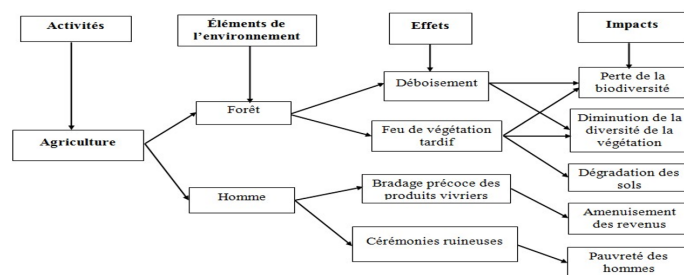 Activités
Éléments de
l'environnement
Effets
Impacts
Agriculture
Forêt
Homme
Déboisement
Feu de végétation
tardif
Bradage précoce des
produits vivriers
Cérémonies ruineuses
Perte de la
biodiversité
Diminution de la
diversité de la
végétation
Dégradation des
sols
Amenuisement
des revenus
Pauvreté des
hommes